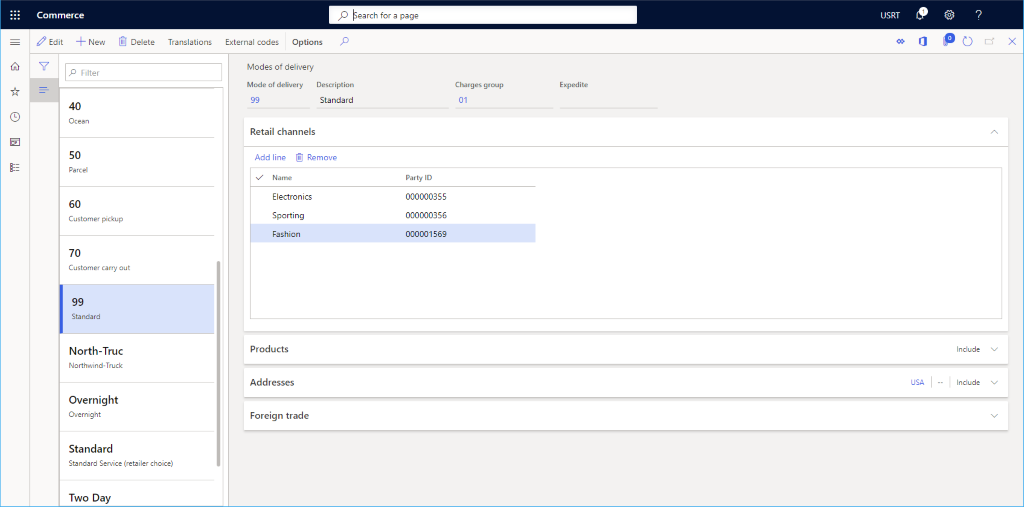 Commerce
Search for a page
USRT
1
?
Edit
New
Delete
Translations
External codes
Options
0
Filter
40
Ocean
50
Parcel
60
Customer pickup
70
Customer carry out
99
Standard
North-Truc
Northwind-Truck
Overnight
Overnight
Standard
Standard Service (retailer choice)
Two Day
Modes of delivery
Mode of delivery Description Charges group Expedite
99 Standard 01
Retail channels
Add line Remove
Name Party ID
Electronics 000000355
Sporting 000000356
Fashion 000001569
Products Include
Addresses USA -- Include
Foreign trade